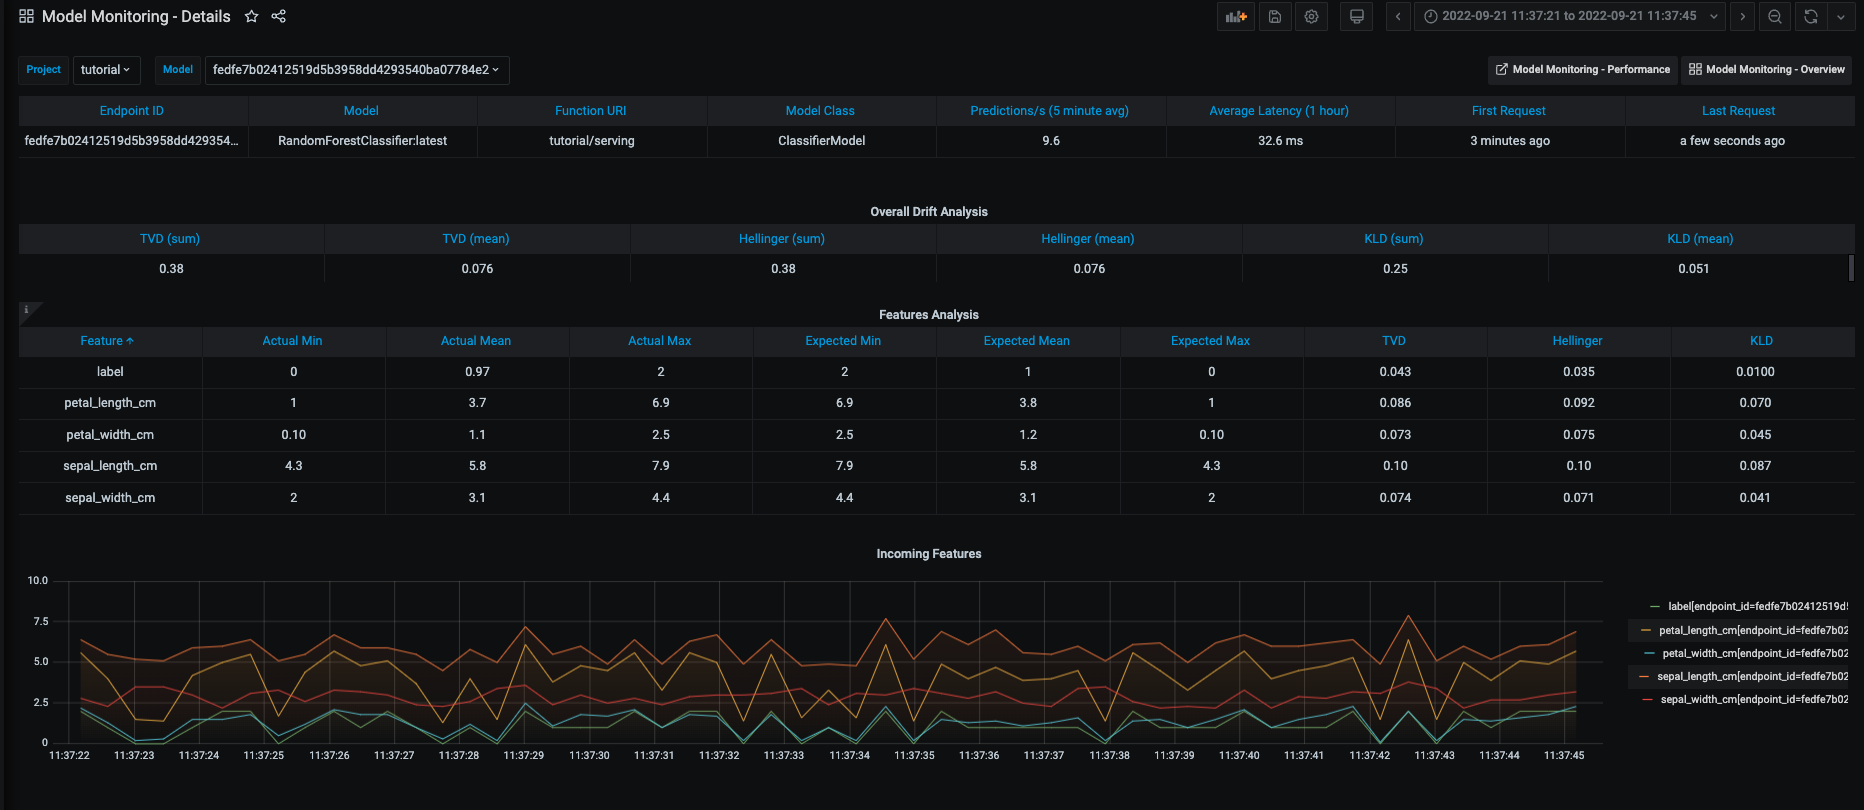 Model Monitoring - Details
2022-09-21 11:37:21 to 2022-09-21 11:37:45
Project tutorial Model fedfe7b02412519d5b3958dd4293540ba07784e2 Model Monitoring - Performance Model Monitoring - Overview
Endpoint ID Model Function URI Model Class Predictions/s (5 minute avg) Average Latency (1 hour) First Request Last Request
fedfe7b02412519d5b3958dd429354... RandomForestClassifier:latest tutorial/serving ClassifierModel 9.6 32.6 ms 3 minutes ago a few seconds ago
Overall Drift Analysis
TVD (sum) TVD (mean) Hellinger (sum) Hellinger (mean) KLD (sum) KLD (mean)
0.38 0.076 0.38 0.076 0.25 0.051
i
Features Analysis
Feature ↑ Actual Min Actual Mean Actual Max Expected Min Expected Mean Expected Max TVD Hellinger KLD
label 0 0.97 2 2 1 0 0.043 0.035 0.0100
petal_length_cm 1 3.7 6.9 6.9 3.8 1 0.086 0.092 0.070
petal_width_cm 0.10 1.1 2.5 2.5 1.2 0.10 0.073 0.075 0.045
sepal_length_cm 4.3 5.8 7.9 7.9 5.8 4.3 0.10 0.10 0.087
sepal_width_cm 2 3.1 4.4 4.4 3.1 2 0.074 0.071 0.041
Incoming Features
10.0
7.5
5.0
2.5
0
11:37:22 11:37:23 11:37:24 11:37:25 11:37:26 11:37:27 11:37:28 11:37:29 11:37:30 11:37:31 11:37:32 11:37:33 11:37:34 11:37:35 11:37:36 11:37:37 11:37:38 11:37:39 11:37:40 11:37:41 11:37:42 11:37:43 11:37:44 11:37:45
label[endpoint_id=fedfe7b02412519d5
petal_length_cm[endpoint_id=fedfe7b02
petal_width_cm[endpoint_id=fedfe7b02
sepal_length_cm[endpoint_id=fedfe7b02
sepal_width_cm[endpoint_id=fedfe7b02